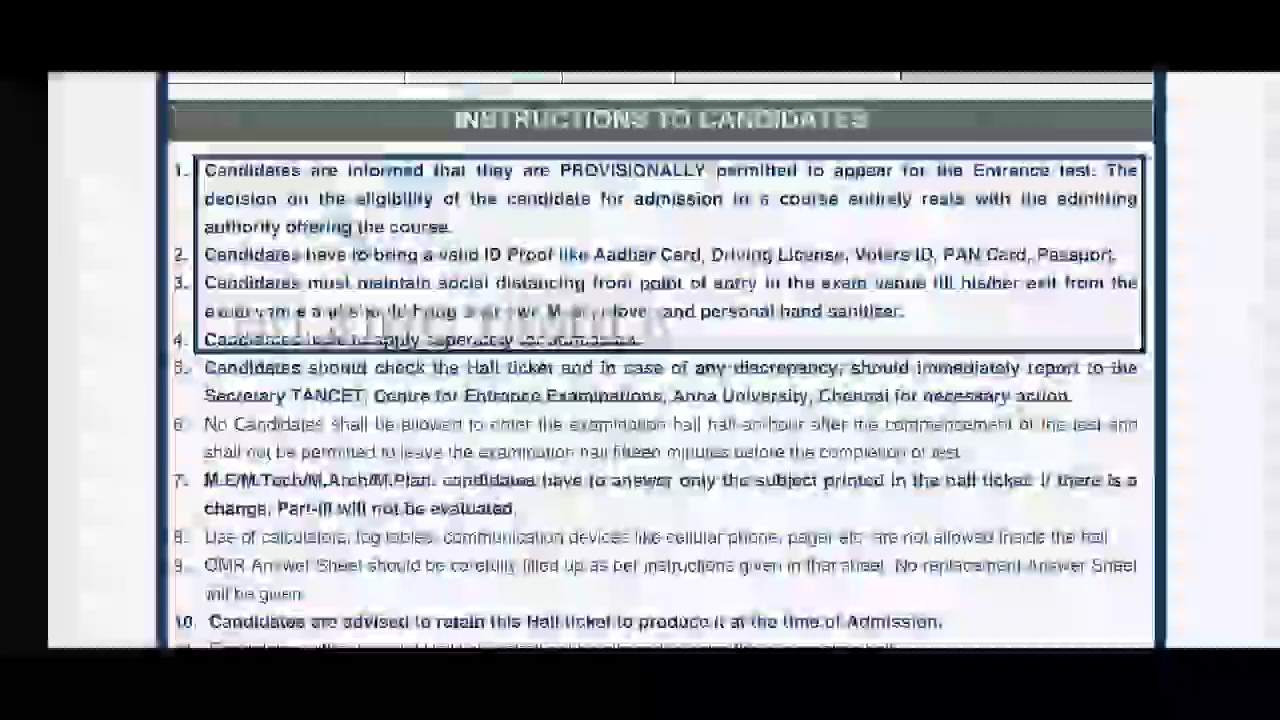 INSTRUCTIONS TO CANDIDATES
1. Candidates are informed that they are PROVISIONALLY permitted to appear for the Entrance test. The
decision on the eligibility of the candidate for admission to a course entirely rests with the admitting
authority offering the course.
2. Candidates have to bring a valid ID Proof like Aadhar Card, Driving License, Voters ID, PAN Card, Passport.
3. Candidates must maintain social distancing from point of entry in the exam venue till his/her exit from the
and personal hand sanitizer.
4. Candidates have to apply separately for
5. Candidates should check the Hall ticket and in case of any discrepancy, should immediately report to the
Secretary TANCET, Centre for Entrance Examinations, Anna University, Chennai for necessary action.
6. No Candidates shall be allowed to enter the examination hall half-an-hour after the commencement of the test and
shall not be permitted to leave the examination hall fifteen minutes before the completion of test.
7. M.E/M.Tech/M.Arch/M.Plan. candidates have to answer only the subject printed in the hall ticket. If there is a
change, Part-III will not be evaluated.
8. Use of calculators, log tables, communication devices like cellular phone, pager etc. are not allowed inside the hall.
9. OMR Answer Sheet should be carefully filled up as per instructions given in that sheet. No replacement Answer Sheet
will be given.
10. Candidates are advised to retain this Hall ticket to produce it at the time of Admission.